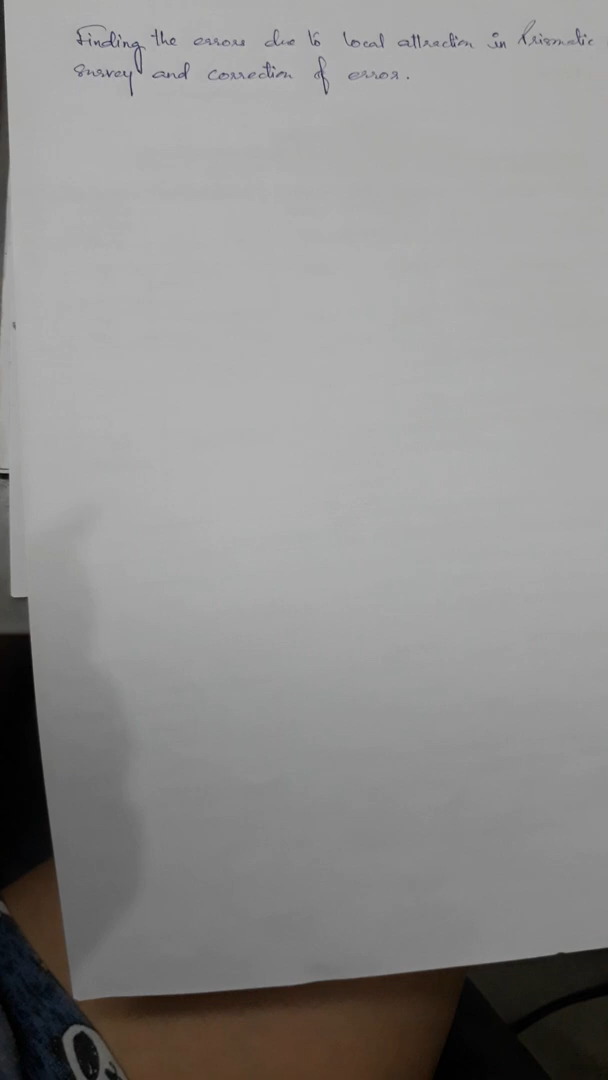 Finding the errors due to local attraction in Prismatic
survey and correction of error.